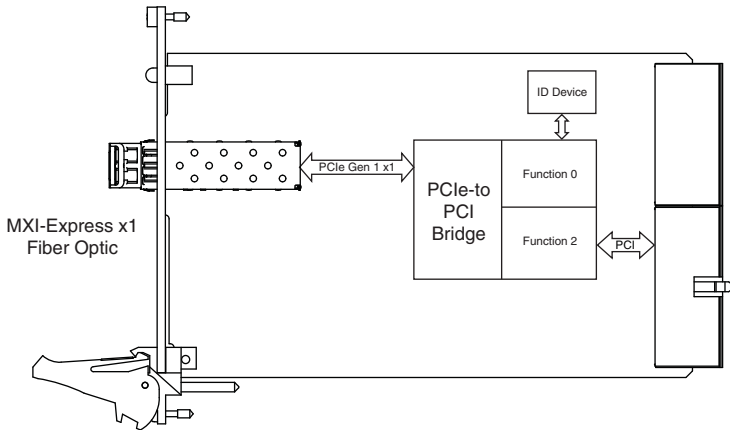 ID Device
PCIe Gen 1 x1
PCIe-to
PCI
Bridge
Function 0
Function 2
PCI
MXI-Express x1
Fiber Optic